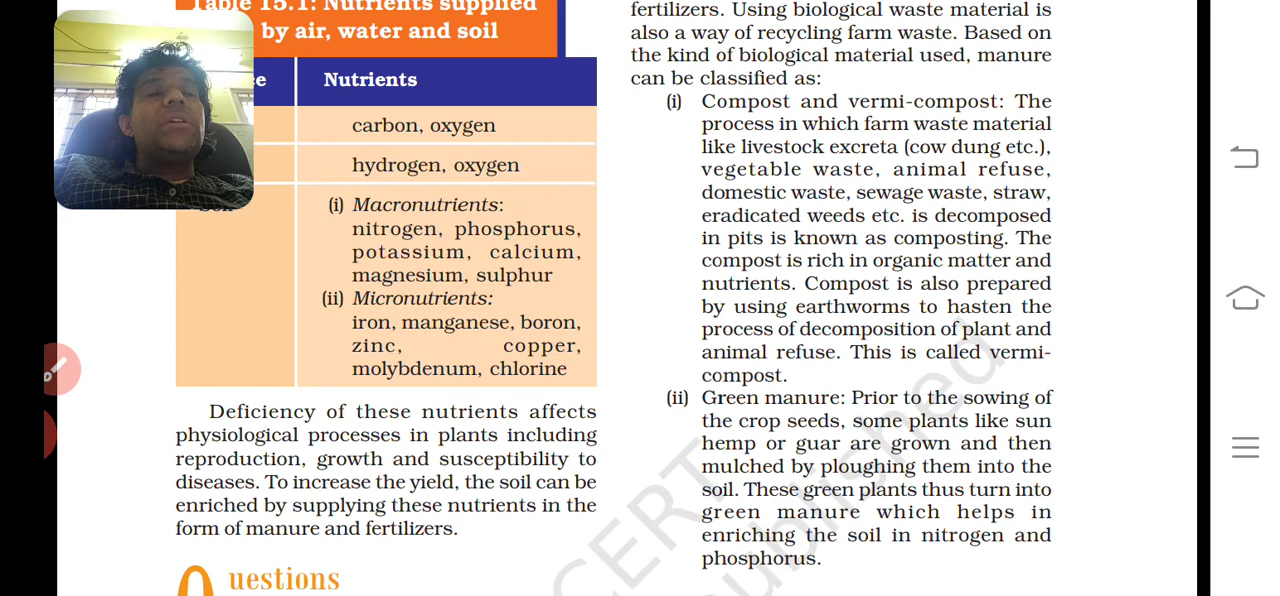 Table 15.1: Nutrients supplied
by air, water and soil
ce
Nutrients
carbon, oxygen
hydrogen, oxygen
Soil
(i) Macronutrients:
nitrogen, phosphorus,
potassium, calcium,
magnesium, sulphur
(ii) Micronutrients:
iron, manganese, boron,
zinc, copper,
molybdenum, chlorine
Deficiency of these nutrients affects
physiological processes in plants including
reproduction, growth and susceptibility to
diseases. To increase the yield, the soil can be
enriched by supplying these nutrients in the
form of manure and fertilizers.
Questions
fertilizers. Using biological waste material is
also a way of recycling farm waste. Based on
the kind of biological material used, manure
can be classified as:
(i) Compost and vermi-compost: The
process in which farm waste material
like livestock excreta (cow dung etc.),
vegetable waste, animal refuse,
domestic waste, sewage waste, straw,
eradicated weeds etc. is decomposed
in pits is known as composting. The
compost is rich in organic matter and
nutrients. Compost is also prepared
by using earthworms to hasten the
process of decomposition of plant and
animal refuse. This is called vermi-
compost.
(ii) Green manure: Prior to the sowing of
the crop seeds, some plants like sun
hemp or guar are grown and then
mulched by ploughing them into the
soil. These green plants thus turn into
green manure which helps in
enriching the soil in nitrogen and
phosphorus.
CERT
published